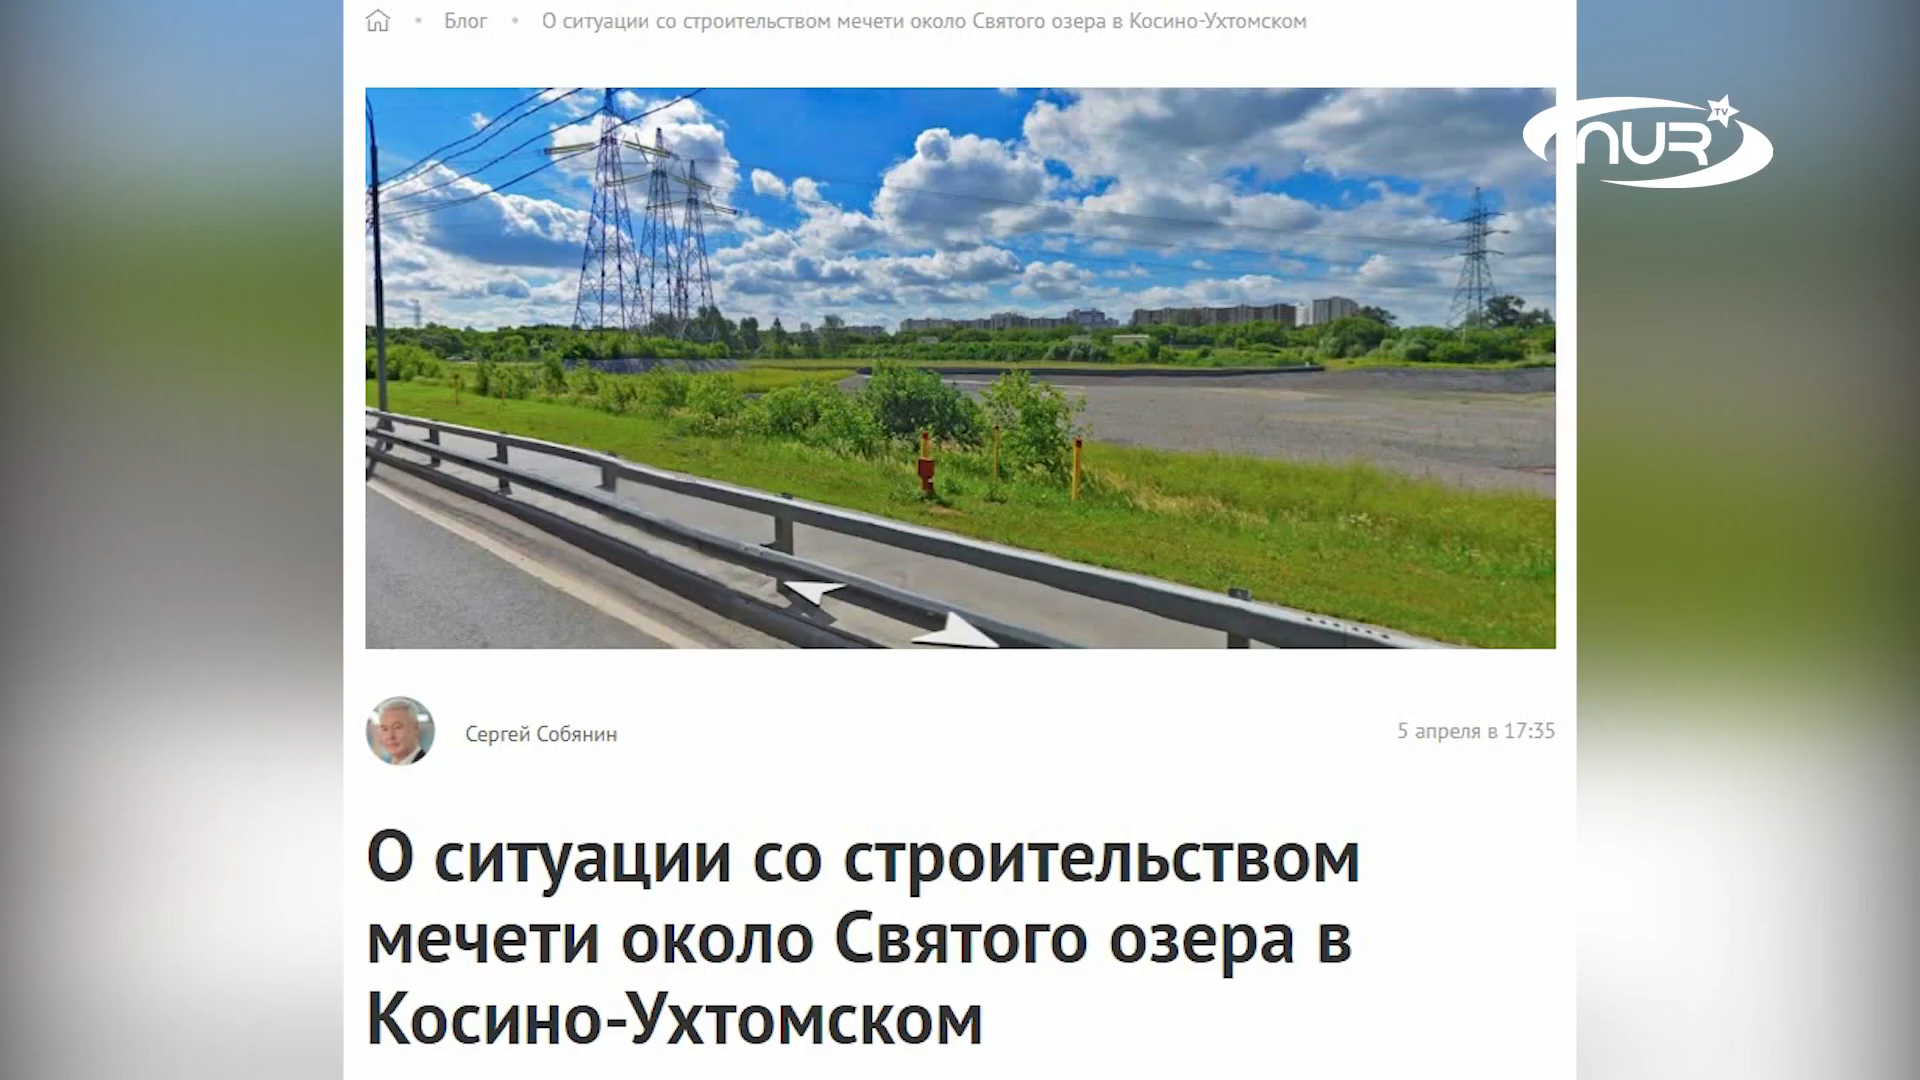 Блог • О ситуации со строительством мечети около Святого озера в Косино-Ухтомском
NUR TV
Сергей Собянин
5 апреля в 17:35
О ситуации со строительством
мечети около Святого озера в
Косино-Ухтомском